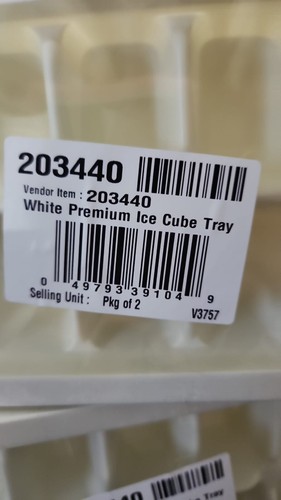 203440
Vendor Item : 203440
White Premium Ice Cube Tray
0 49793 39104 9
Selling Unit : Pkg of 2
V3757